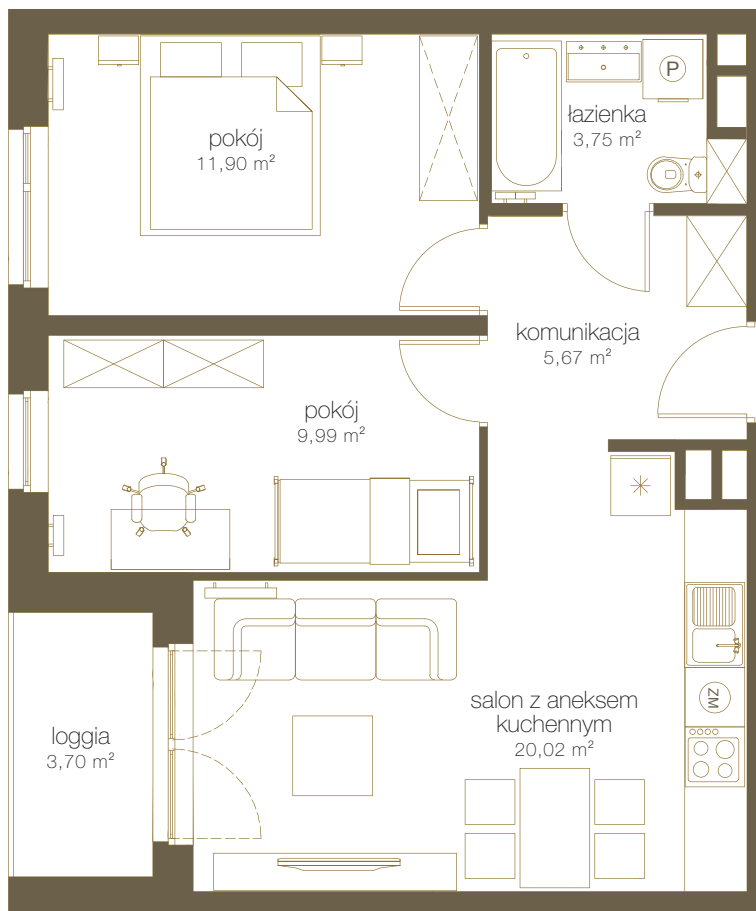 P
łazienka
3,75 m²
pokój
11,90 m²
komunikacja
5,67 m²
pokój
9,99 m²
salon z aneksem
kuchennym
20,02 m²
ZM
loggia
3,70 m²